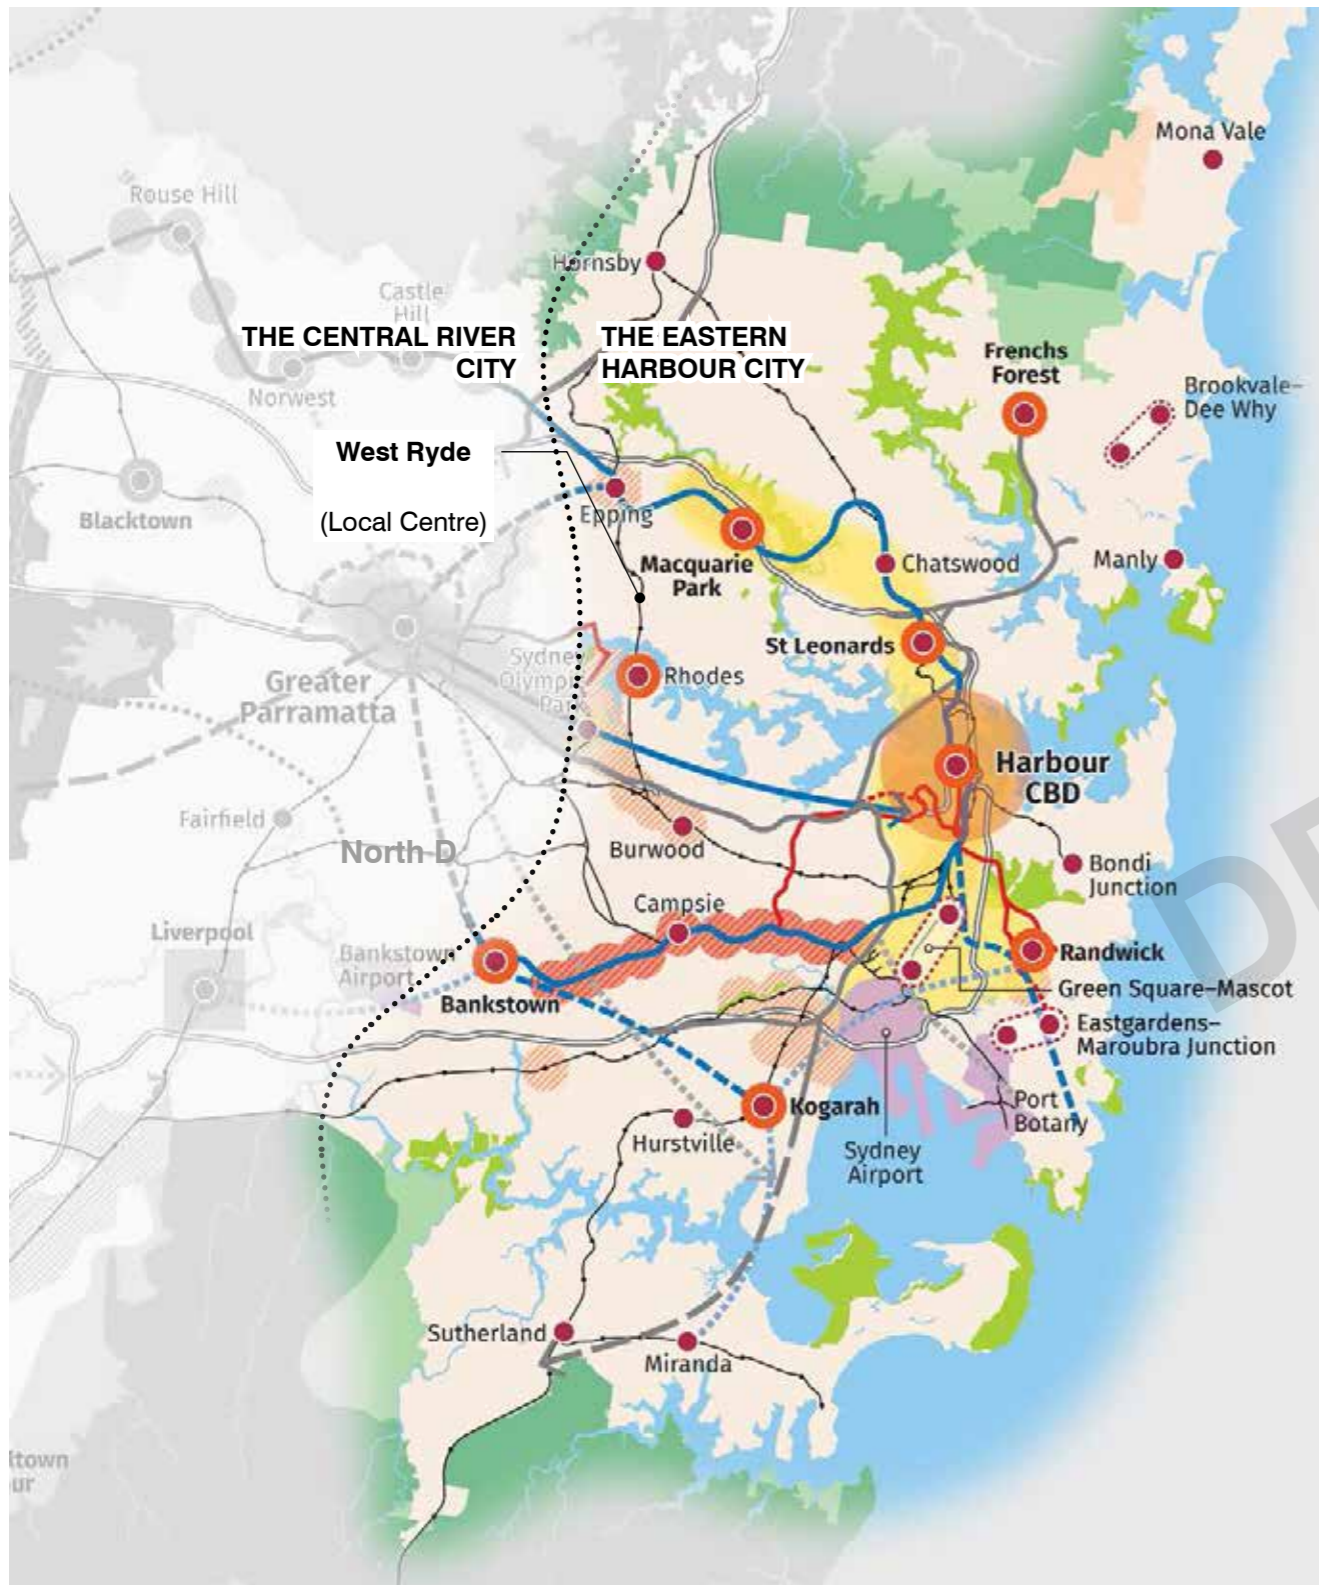 Mona Vale
Rouse Hill
Hornsby
Castle
Hill
THE CENTRAL RIVER
CITY
THE EASTERN
HARBOUR CITY
Frenchs
Forest
Brookvale–
Dee Why
Norwest
West Ryde
(Local Centre)
Blacktown
Epping
Macquarie
Park
Chatswood
Manly
St Leonards
Sydney
Olympic
Park
Rhodes
Greater
Parramatta
Harbour
CBD
Fairfield
North D
Burwood
Bondi
Junction
Campsie
Liverpool
Bankstown
Airport
Bankstown
Randwick
Green Square–Mascot
Eastgardens–
Maroubra Junction
Kogarah
Port
Botany
Hurstville
Sydney
Airport
Sutherland
Miranda